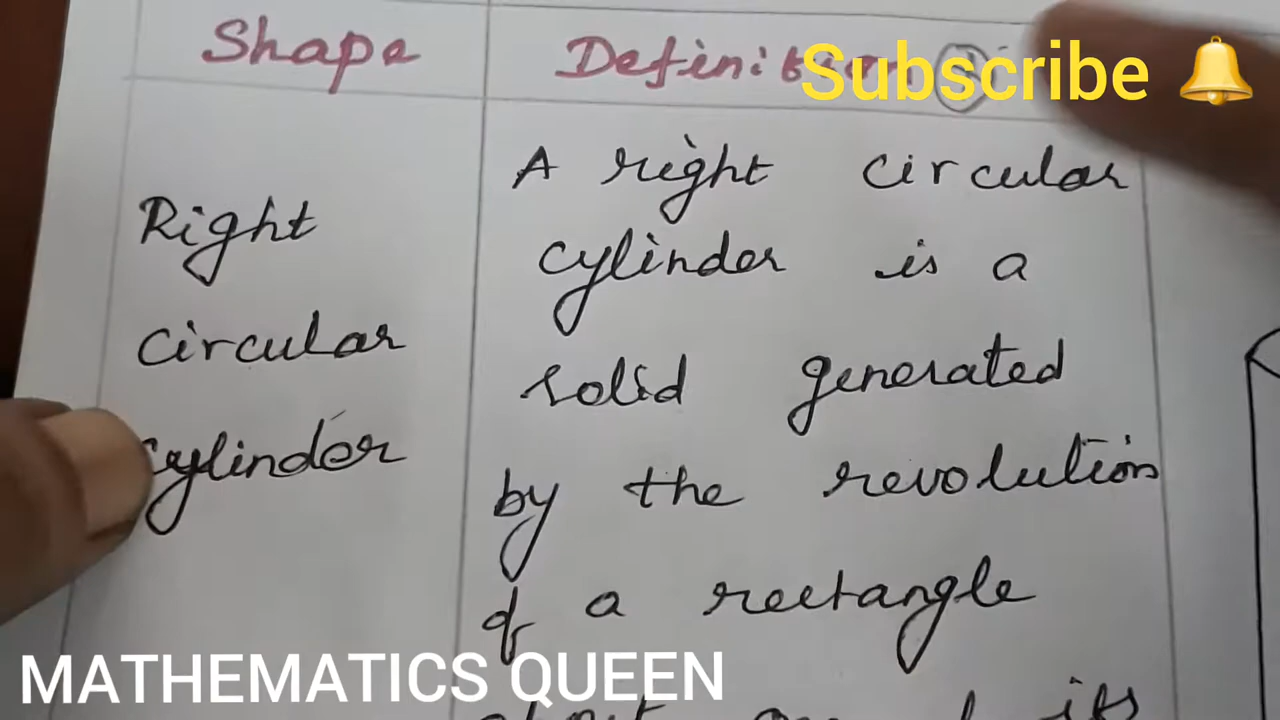 Shape Definition
Subscribe
A right circular
Right
cylinder is a
circular
solid generated
cylinder
by the revolution
of a rectangle
MATHEMATICS QUEEN
its